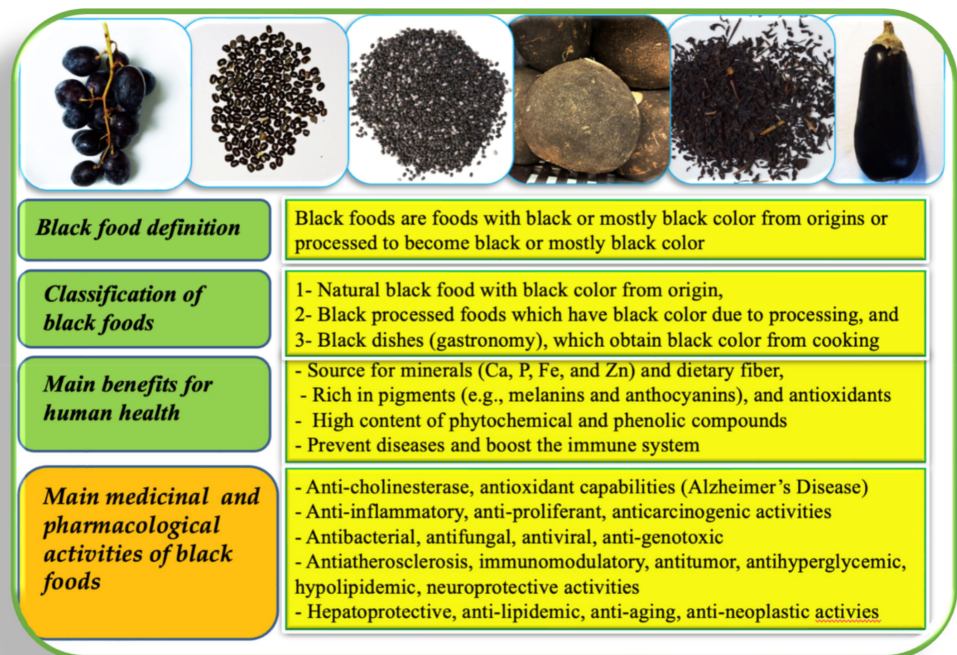 Black food definition
Black foods are foods with black or mostly black color from origins or
processed to become black or mostly black color
Classification of
black foods
1- Natural black food with black color from origin,
2- Black processed foods which have black color due to processing, and
3- Black dishes (gastronomy), which obtain black color from cooking
Main benefits for
human health
- Source for minerals (Ca, P, Fe, and Zn) and dietary fiber,
- Rich in pigments (e.g., melanins and anthocyanins), and antioxidants
- High content of phytochemical and phenolic compounds
- Prevent diseases and boost the immune system
Main medicinal and
pharmacological
activities of black
foods
- Anti-cholinesterase, antioxidant capabilities (Alzheimer's Disease)
- Anti-inflammatory, anti-proliferant, anticarcinogenic activities
- Antibacterial, antifungal, antiviral, anti-genotoxic
- Antiatherosclerosis, immunomodulatory, antitumor, antihyperglycemic,
hypolipidemic, neuroprotective activities
- Hepatoprotective, anti-lipidemic, anti-aging, anti-neoplastic activies